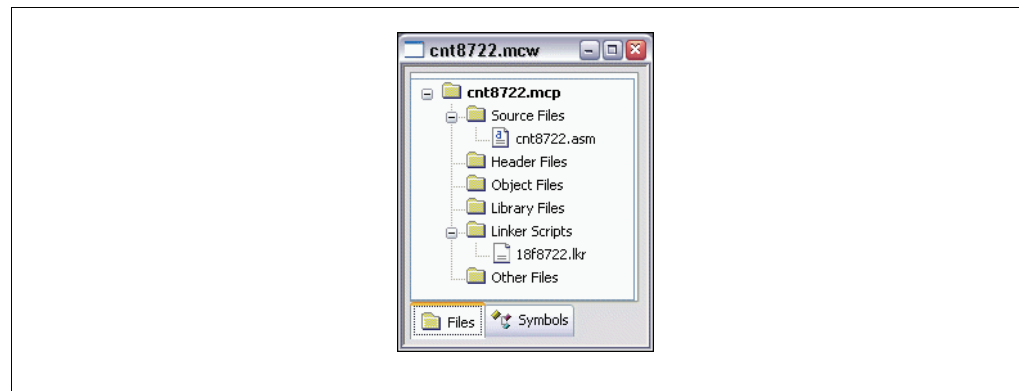 cnt8722.mcw
cnt8722.mcp
Source Files
cnt8722.asm
Header Files
Object Files
Library Files
Linker Scripts
18f8722.lkr
Other Files
Files
Symbols